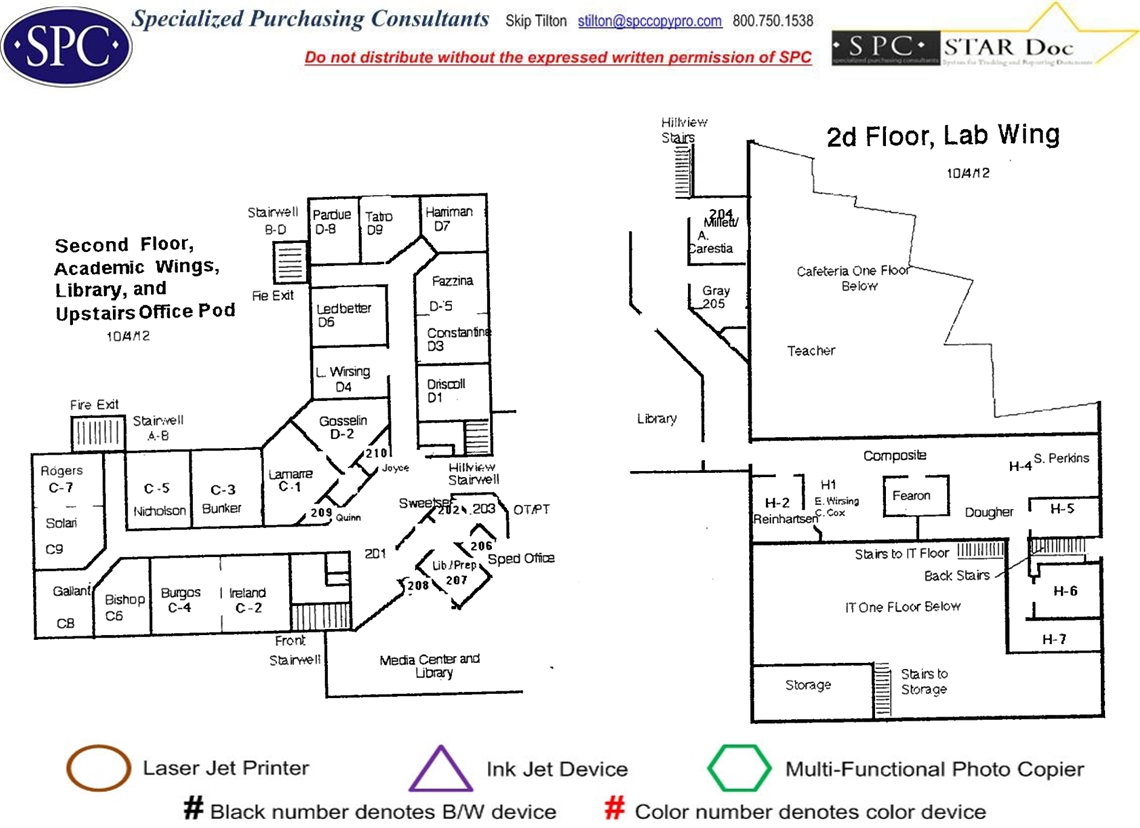 SPC
Specialized Purchasing Consultants Skip Tilton stilton@spccopypro.com 800.750.1538
Do not distribute without the expressed written permission of SPC
SPC STAR Doc
specialized purchasing consultants System for Tracking and Reporting Documents
Second Floor,
Academic Wings,
Library, and
Upstairs Office Pod
10/4/12
Stairwell
B-D
Fie Exit
Pardue
D-8
Tatro
D9
Harriman
D7
Fazzina
D-5
Ledbetter
D6
Constantine
D3
L. Wirsing
D4
Driscoll
D1
Gosselin
D-2
Fire Exit
Stairwell
A-B
210
Joyce
Hillview
Stairwell
Rogers
C-7
C-5
Nicholson
C-3
Bunker
Lamarre
C-1
Solari
C9
209
Quinn
Sweetser
202
203
OT/PT
201
206
Sped Office
Lib./Prep
207
208
Gallant
C8
Bishop
C6
Burgos
C-4
Ireland
C-2
Front
Stairwell
Media Center and
Library
2d Floor, Lab Wing
10/4/12
Hillview
Stairs
204
Millett/
A.
Carestia
Gray
205
Cafeteria One Floor
Below
Teacher
Library
Composite
H-4
S. Perkins
H-2
Reinhartsen
H1
E. Wirsing
C. Cox
Fearon
Dougher
H-5
Stairs to IT Floor
Back Stairs
IT One FLoor Below
H-6
H-7
Storage
Stairs to
Storage
Laser Jet Printer
Ink Jet Device
Multi-Functional Photo Copier
# Black number denotes B/W device
# Color number denotes color device